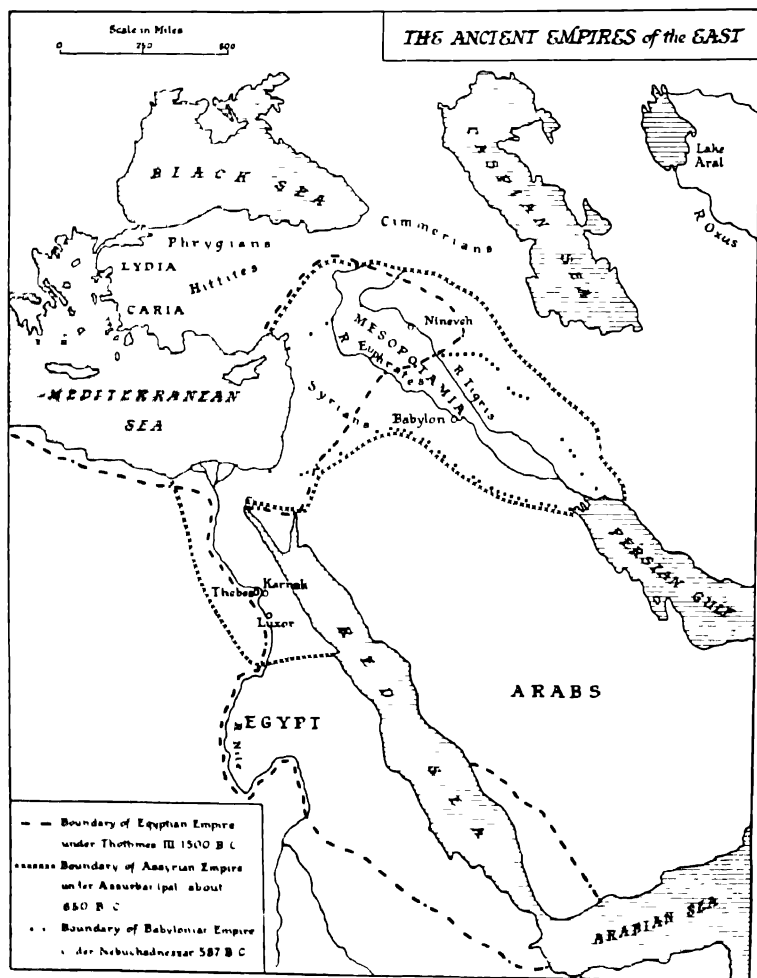 Scale in Miles
0 250 500
THE ANCIENT EMPIRES of the EAST
BLACK SEA
CASPIAN SEA
Lake
Aral
R Oxus
Cimmerians
Phrygians
LYDIA
Hittites
CARIA
Nineveh
MESOPOTAMIA
R Euphrates
R Tigris
MEDITERRANEAN
SEA
Syrians
Babylon
PERSIAN GULF
Thebes
Karnak
Luxor
RED SEA
ARABS
EGYPT
R Nile
ARABIAN SEA
Boundary of Egyptian Empire
under Thothmes III 1500 B C
Boundary of Assyrian Empire
under Assurbanipal about
650 B C
Boundary of Babylonian Empire
under Nebuchadnezzar 587 B C